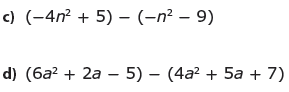 c) (−4n² + 5) − (−n² − 9)
d) (6a² + 2a − 5) − (4a² + 5a + 7)